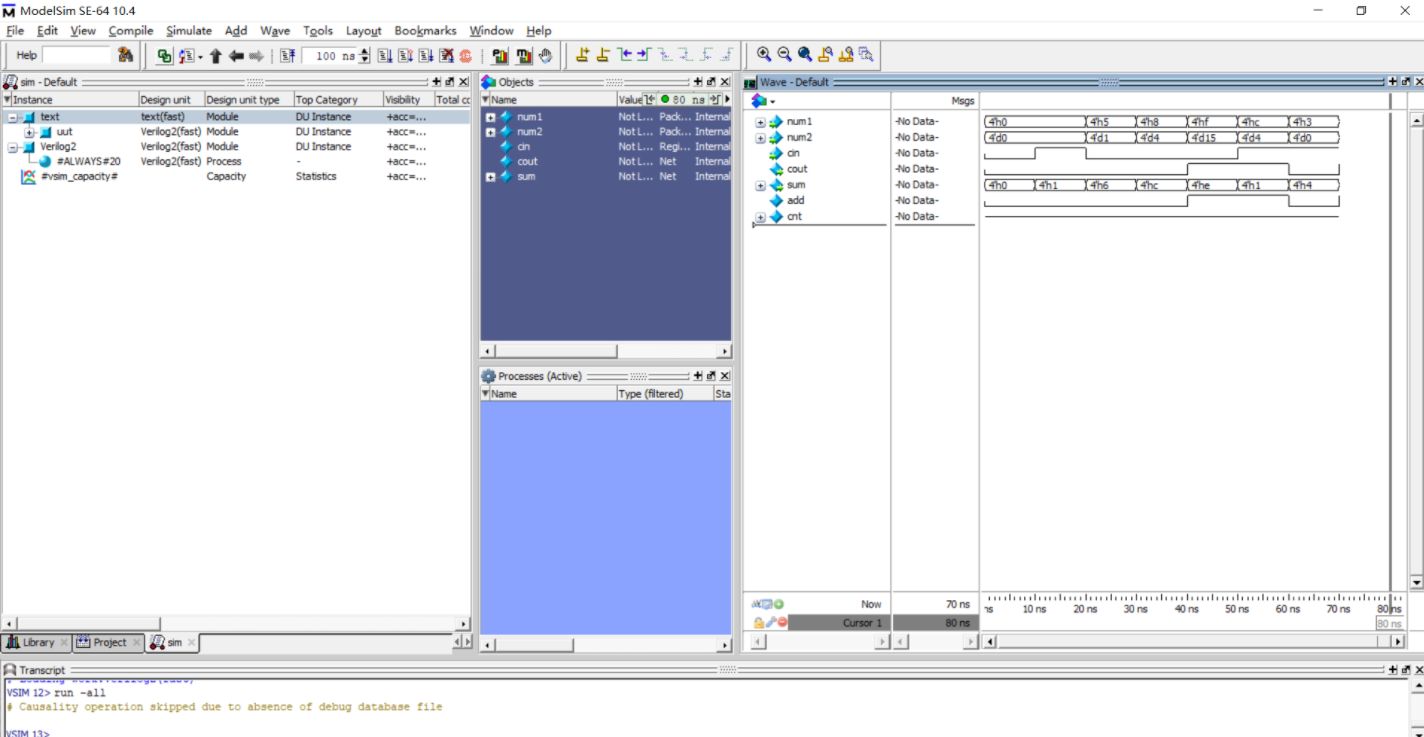 ModelSim SE-64 10.4
File Edit View Compile Simulate Add Wave Tools Layout Bookmarks Window Help
Help 100 ns
sim - Default
Instance Design unit Design unit type Top Category Visibility Total cc
text text(fast) Module DU Instance +acc=...
uut Verilog2(fast) Module DU Instance +acc=...
Verilog2 Verilog2(fast) Module DU Instance +acc=...
#ALWAYS#20 Verilog2(fast) Process - +acc=...
#vsim_capacity# Capacity Statistics +acc=...
Library Project sim
Objects
Name Value 80 ns
num1 Not L... Pack... Internal
num2 Not L... Pack... Internal
cin Not L... Regi... Internal
cout Not L... Net Internal
sum Not L... Net Internal
Processes (Active)
Name Type (filtered) Sta
Wave - Default
Msgs
num1 -No Data- 4'h0 4'h5 4'h8 4'hf 4'hc 4'h3
num2 -No Data- 4'd0 4'd1 4'd4 4'd15 4'd4 4'd0
cin -No Data-
cout -No Data-
sum -No Data- 4'h0 4'h1 4'h6 4'hc 4'he 4'h1 4'h4
add -No Data-
cnt -No Data-
Now 70 ns ns 10 ns 20 ns 30 ns 40 ns 50 ns 60 ns 70 ns 80 ns
Cursor 1 80 ns 80 ns
Transcript
VSIM 12> run -all
# Causality operation skipped due to absence of debug database file
VSIM 13>